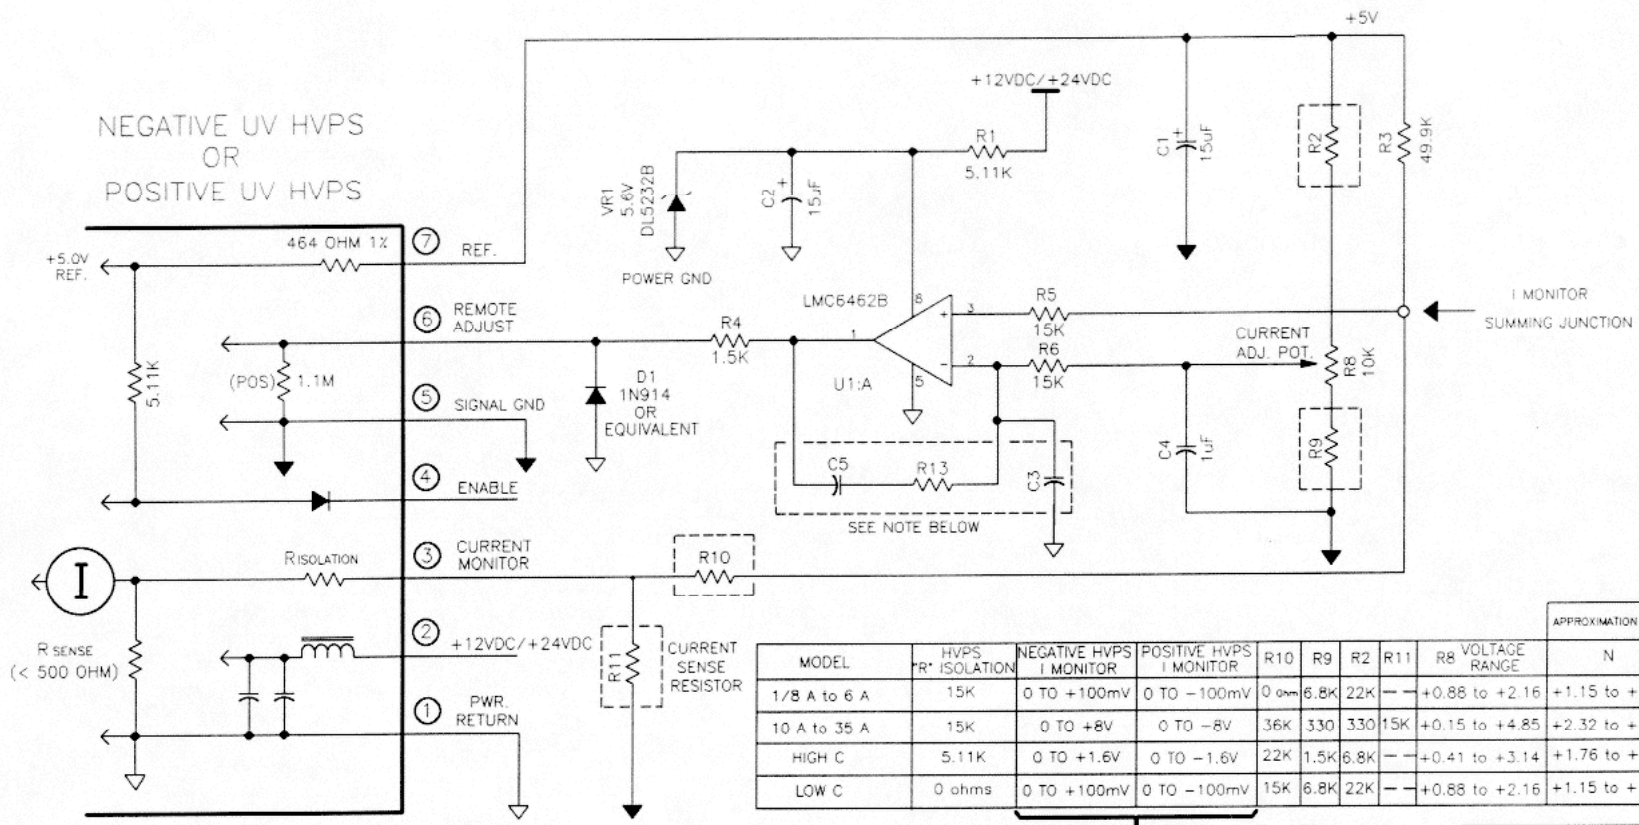 +5V
+12VDC/+24VDC
NEGATIVE UV HVPS
OR
POSITIVE UV HVPS
R1
5.11K
C1
+
15uF
R2
R3
49.9K
VR1
5.6V
DL5232B
C2
+
15uF
POWER GND
464 OHM 1%
7
REF.
+5.0V
REF.
6
REMOTE
ADJUST
R4
1.5K
LMC6462B
8
+
3
1
-
2
5
U1:A
R5
15K
R6
15K
I MONITOR
SUMMING JUNCTION
CURRENT
ADJ. POT.
R8
10K
5.11K
(POS)
1.1M
5
SIGNAL GND
D1
1N914
OR
EQUIVALENT
C4
1uF
R9
4
ENABLE
C5
R13
C3
SEE NOTE BELOW
3
CURRENT
MONITOR
R10
I
RISOLATION
R SENSE
(< 500 OHM)
2
+12VDC/+24VDC
R11
CURRENT
SENSE
RESISTOR
1
PWR.
RETURN
APPROXIMATION
MODEL HVPS "R" ISOLATION NEGATIVE HVPS I MONITOR POSITIVE HVPS I MONITOR R10 R9 R2 R11 R8 VOLTAGE RANGE N
1/8 A to 6 A 15K 0 TO +100mV 0 TO -100mV 0 ohm 6.8K 22K -- +0.88 to +2.16 +1.15 to +
10 A to 35 A 15K 0 TO +8V 0 TO -8V 36K 330 330 15K +0.15 to +4.85 +2.32 to +
HIGH C 5.11K 0 TO +1.6V 0 TO -1.6V 22K 1.5K 6.8K -- +0.41 to +3.14 +1.76 to +
LOW C 0 ohms 0 TO +100mV 0 TO -100mV 15K 6.8K 22K -- +0.88 to +2.16 +1.15 to +